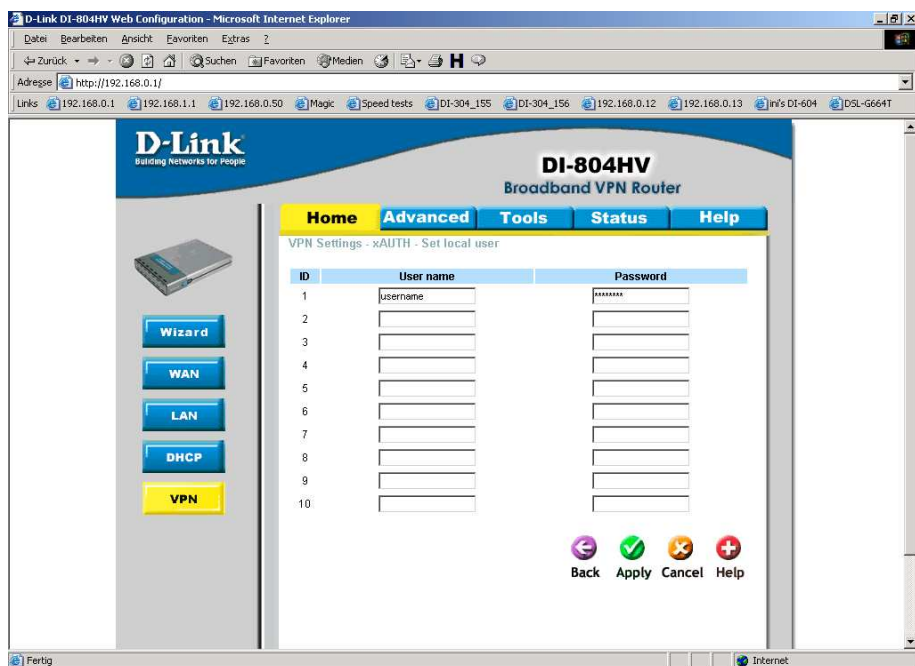 D-Link DI-804HV Web Configuration - Microsoft Internet Explorer
Datei Bearbeiten Ansicht Favoriten Extras ?
Zurück Suchen Favoriten Medien
Adresse http://192.168.0.1/
Links 192.168.0.1 192.168.1.1 192.168.0.50 Magic Speed tests DI-304_155 DI-304_156 192.168.0.12 192.168.0.13 ini's DI-604 DSL-G664T
D-Link
Building Networks for People
DI-804HV
Broadband VPN Router
Home Advanced Tools Status Help
VPN Settings - xAUTH - Set local user
ID User name Password
1 username ********
2
3
4
5
6
7
8
9
10
Wizard
WAN
LAN
DHCP
VPN
Back Apply Cancel Help
Fertig Internet